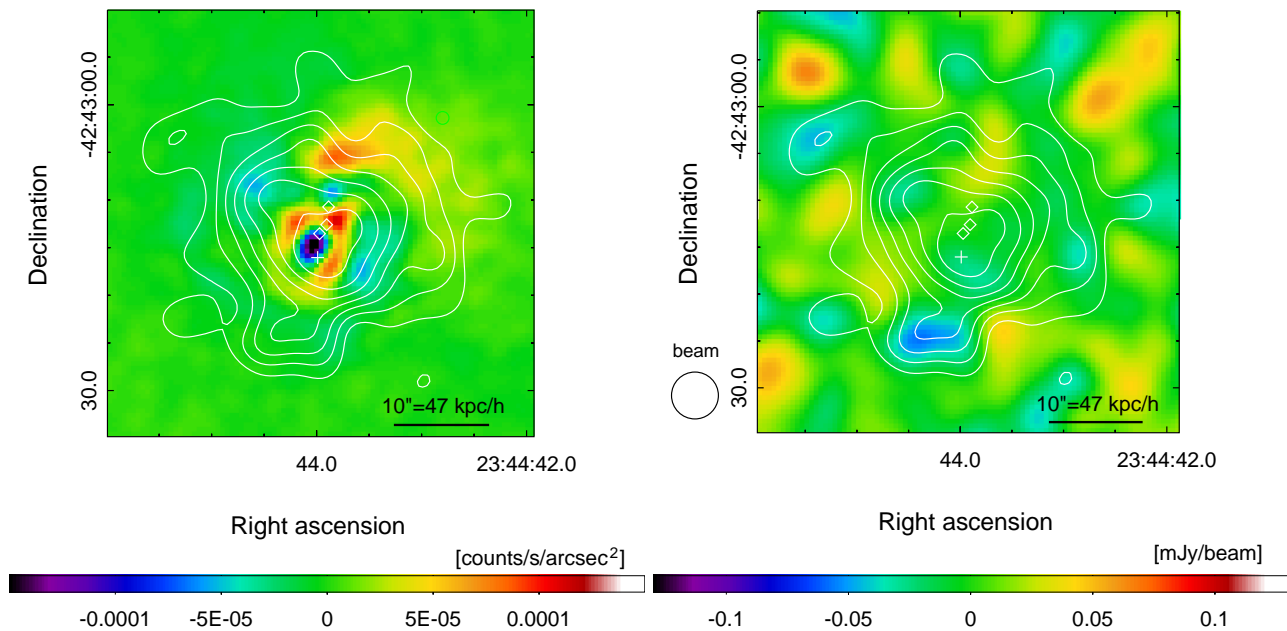 Declination
-42:43:00.0
30.0
10"=47 kpc/h
44.0
23:44:42.0
Right ascension
[counts/s/arcsec²]
-0.0001 -5E-05 0 5E-05 0.0001
Declination
-42:43:00.0
30.0
beam
10"=47 kpc/h
44.0
23:44:42.0
Right ascension
[mJy/beam]
-0.1 -0.05 0 0.05 0.1